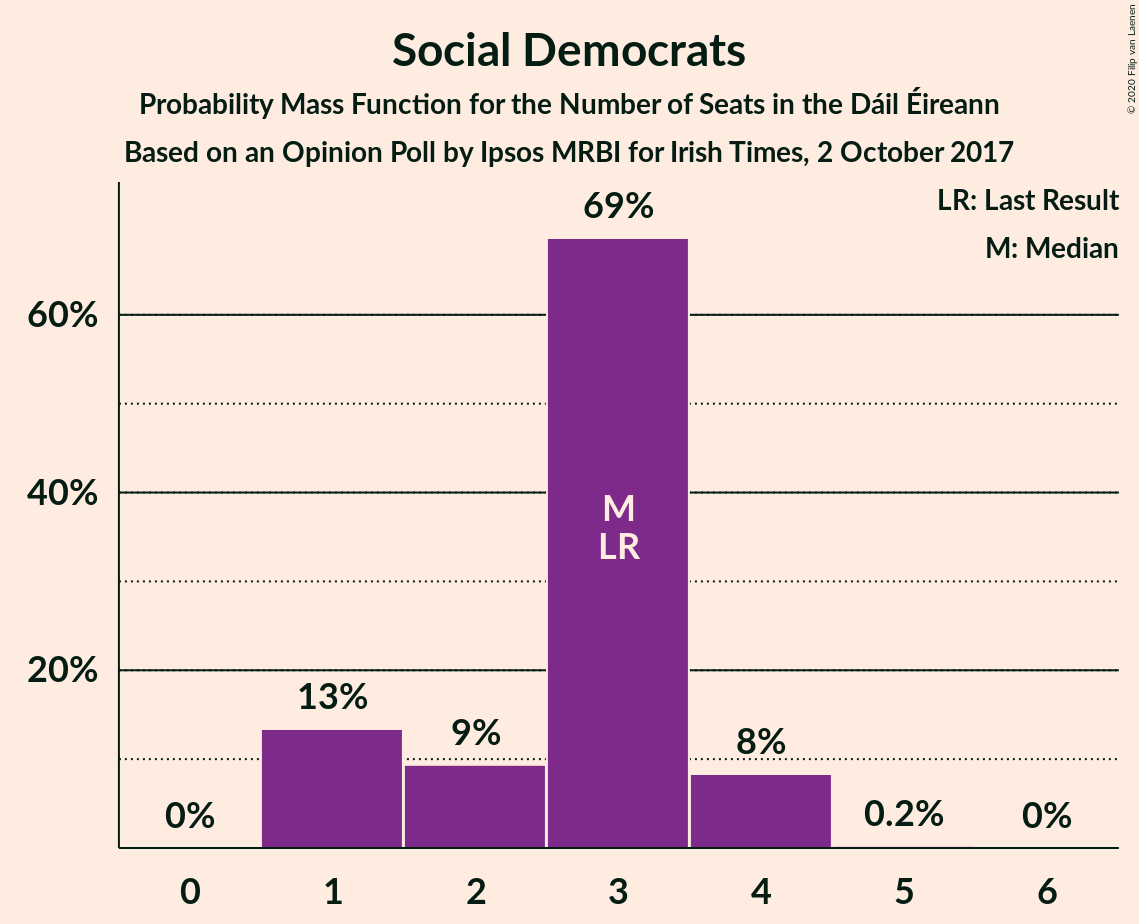 Social Democrats
Probability Mass Function for the Number of Seats in the Dáil Éireann
Based on an Opinion Poll by Ipsos MRBI for Irish Times, 2 October 2017
© 2020 Filip van Laenen
LR: Last Result
M: Median
60%
40%
20%
0%
13%
9%
69%
M
LR
8%
0.2%
0%
0
1
2
3
4
5
6